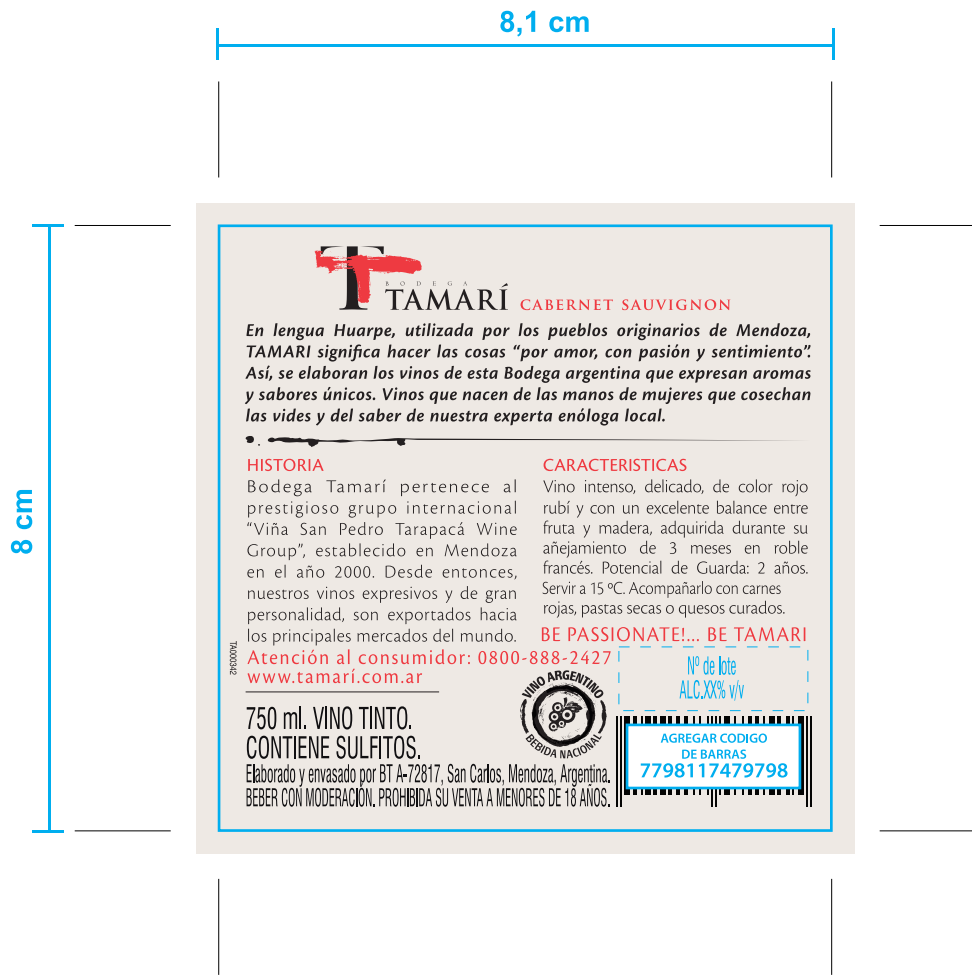 8,1 cm
8 cm
T
BODEGA
TAMARÍ CABERNET SAUVIGNON
En lengua Huarpe, utilizada por los pueblos originarios de Mendoza,
TAMARI significa hacer las cosas “por amor, con pasión y sentimiento”.
Así, se elaboran los vinos de esta Bodega argentina que expresan aromas
y sabores únicos. Vinos que nacen de las manos de mujeres que cosechan
las vides y del saber de nuestra experta enóloga local.
HISTORIA
Bodega Tamarí pertenece al
prestigioso grupo internacional
“Viña San Pedro Tarapacá Wine
Group”, establecido en Mendoza
en el año 2000. Desde entonces,
nuestros vinos expresivos y de gran
personalidad, son exportados hacia
los principales mercados del mundo.
CARACTERISTICAS
Vino intenso, delicado, de color rojo
rubí y con un excelente balance entre
fruta y madera, adquirida durante su
añejamiento de 3 meses en roble
francés. Potencial de Guarda: 2 años.
Servir a 15 ºC. Acompañarlo con carnes
rojas, pastas secas o quesos curados.
BE PASSIONATE!... BE TAMARI
TA000342
Atención al consumidor: 0800-888-2427
www.tamarí.com.ar
Nº de lote
ALC.XX% v/v
VINO ARGENTINO
BEBIDA NACIONAL
750 ml. VINO TINTO.
CONTIENE SULFITOS.
Elaborado y envasado por BT A-72817, San Carlos, Mendoza, Argentina.
BEBER CON MODERACIÓN. PROHIBIDA SU VENTA A MENORES DE 18 AÑOS.
AGREGAR CODIGO
DE BARRAS
7798117479798